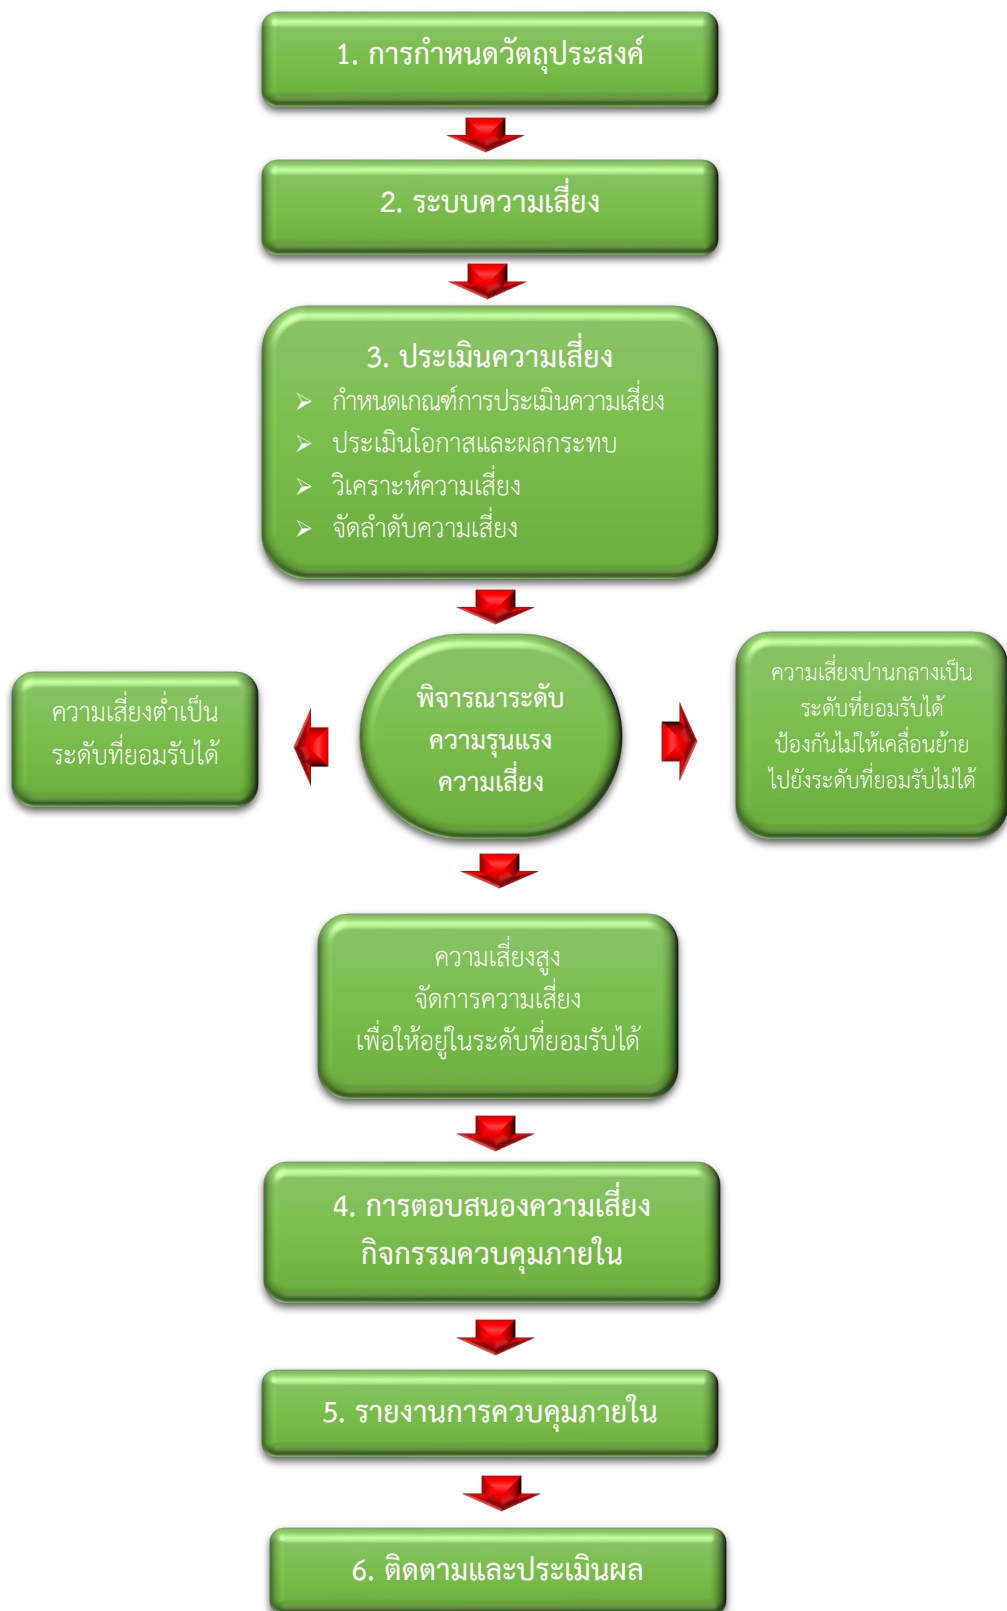 1. การกำหนดวัตถุประสงค์
2. ระบบความเสี่ยง
3. ประเมินความเสี่ยง
➢ กำหนดเกณฑ์การประเมินความเสี่ยง
➢ ประเมินโอกาสและผลกระทบ
➢ วิเคราะห์ความเสี่ยง
➢ จัดลำดับความเสี่ยง
ความเสี่ยงต่ำเป็น
ระดับที่ยอมรับได้
พิจารณาระดับ
ความรุนแรง
ความเสี่ยง
ความเสี่ยงปานกลางเป็น
ระดับที่ยอมรับได้
ป้องกันไม่ให้เคลื่อนย้าย
ไปยังระดับที่ยอมรับไม่ได้
ความเสี่ยงสูง
จัดการความเสี่ยง
เพื่อให้อยู่ในระดับที่ยอมรับได้
4. การตอบสนองความเสี่ยง
กิจกรรมควบคุมภายใน
5. รายงานการควบคุมภายใน
6. ติดตามและประเมินผล